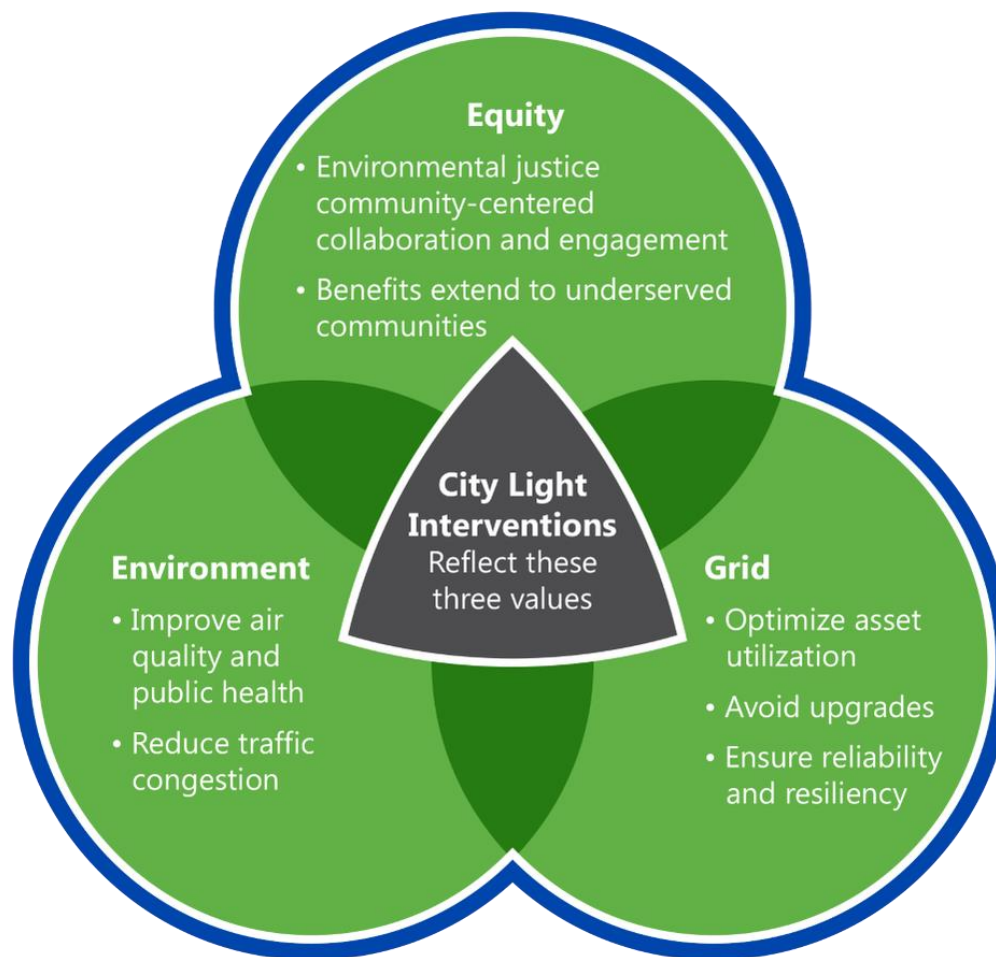 Equity
• Environmental justice
community-centered
collaboration and engagement
• Benefits extend to underserved
communities
City Light
Interventions
Reflect these
three values
Environment
• Improve air
quality and
public health
• Reduce traffic
congestion
Grid
• Optimize asset
utilization
• Avoid upgrades
• Ensure reliability
and resiliency